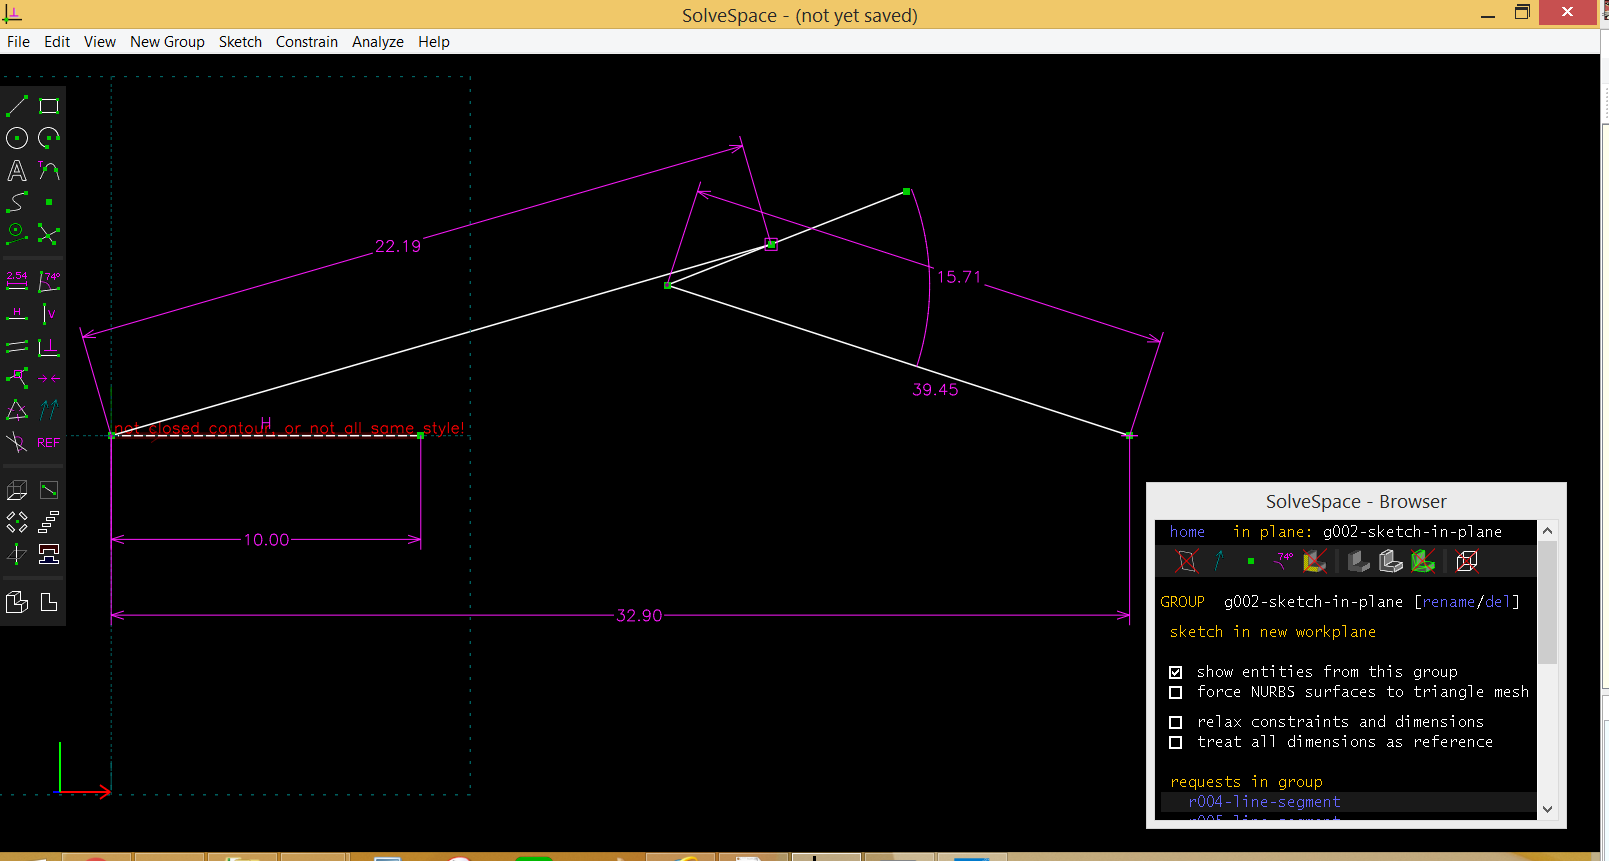 SolveSpace - (not yet saved)
File Edit View New Group Sketch Constrain Analyze Help
A T
2.54 74°
H V
REF
22.19
15.71
39.45
H
not closed contour, or not all same style!
10.00
32.90
SolveSpace - Browser
home in plane: g002-sketch-in-plane
74°
GROUP g002-sketch-in-plane [rename/del]
sketch in new workplane
show entities from this group
force NURBS surfaces to triangle mesh
relax constraints and dimensions
treat all dimensions as reference
requests in group
r004-line-segment
r005-line-segment